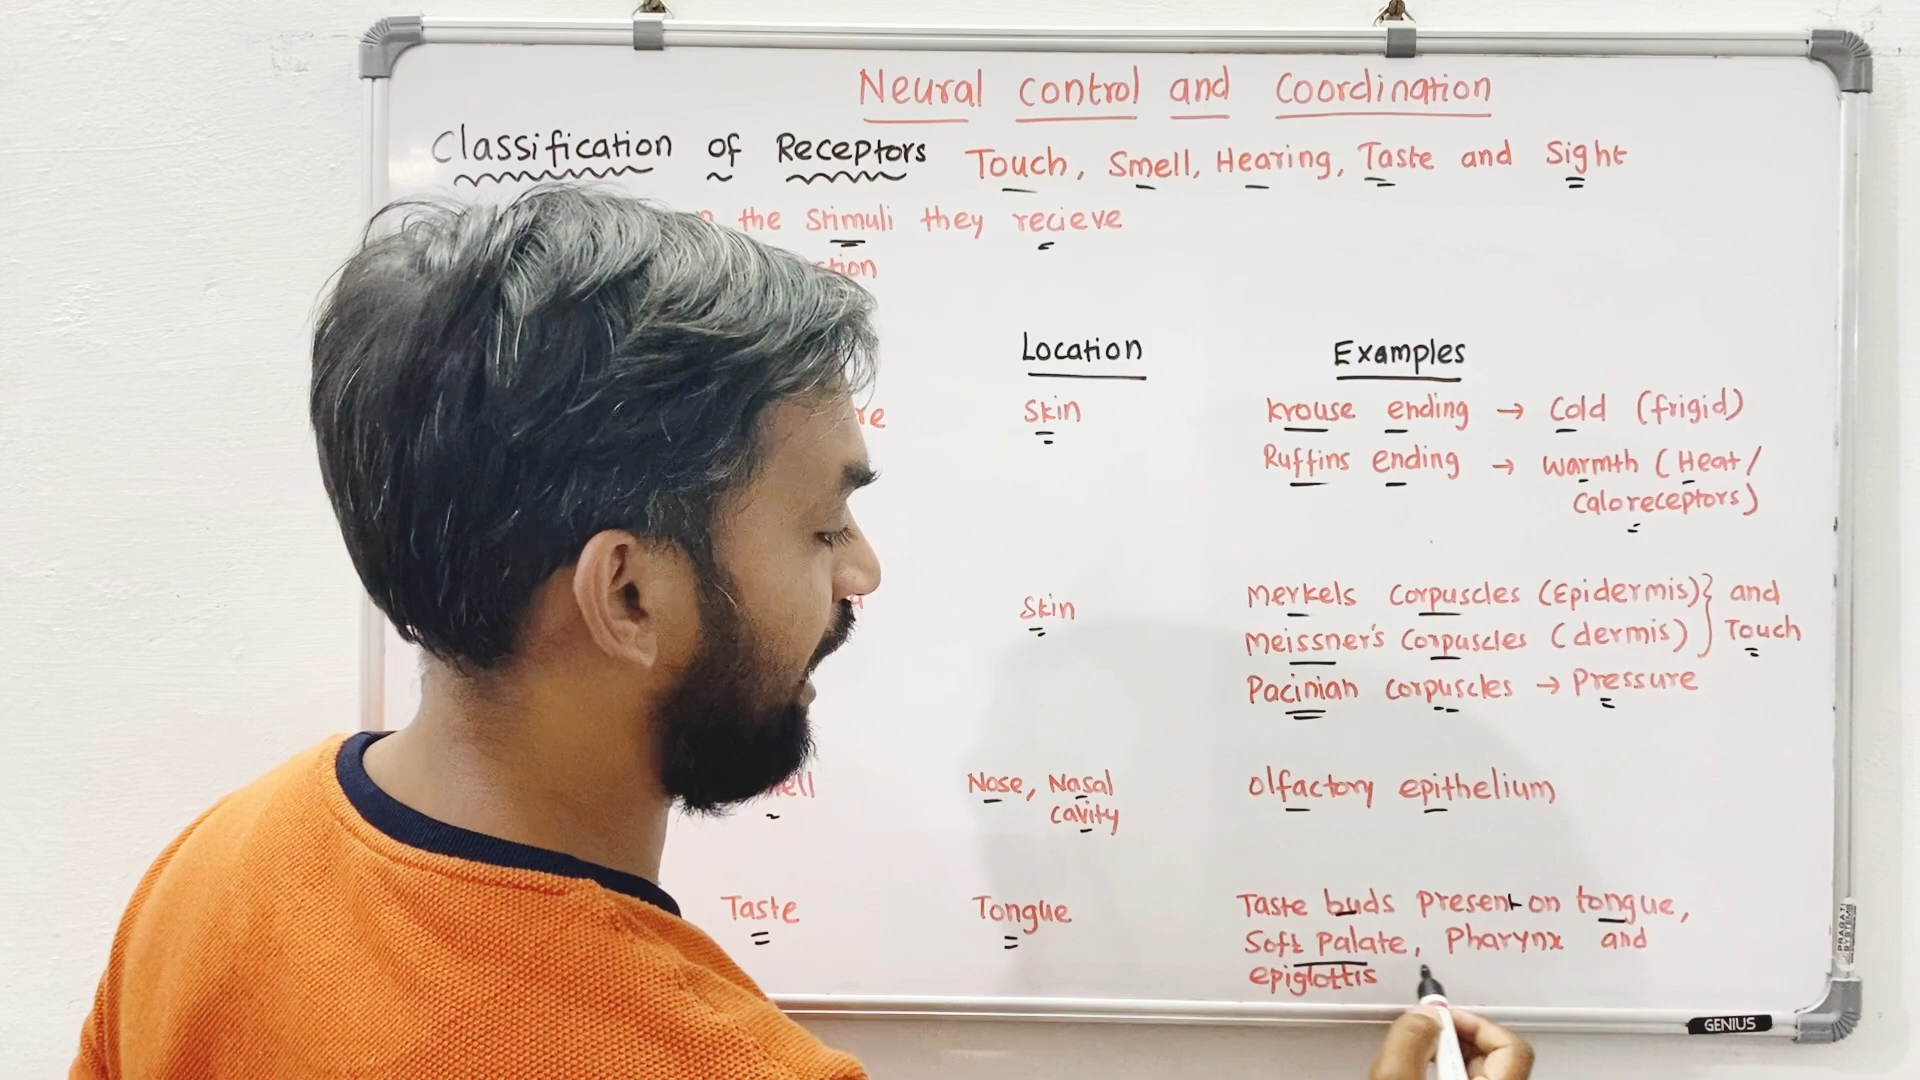 Neural control and Coordination
Classification of Receptors Touch, Smell, Hearing, Taste and Sight
the Stimuli they recieve
Location Examples
Skin Krouse ending → Cold (frigid)
Ruffins ending → warmth (Heat/
Caloreceptors)
Skin Merkels Corpuscles (Epidermis)} and
Meissner's Corpuscles (dermis) Touch
Pacinian corpuscles → Pressure
Nose, Nasal Olfactory epithelium
cavity
Taste Tongue Taste buds present on tongue,
Soft Palate, Pharynx and
epiglottis
PRAGATI SYSTEMS
GENIUS